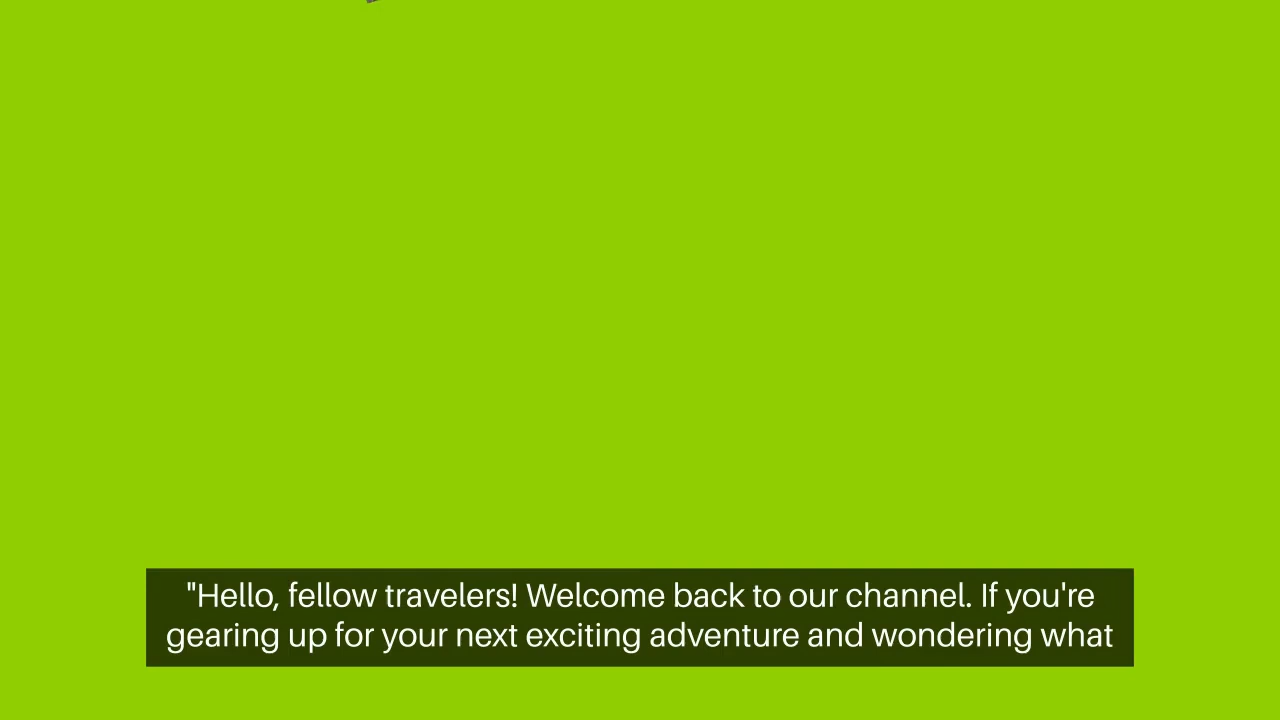 "Hello, fellow travelers! Welcome back to our channel. If you're
gearing up for your next exciting adventure and wondering what